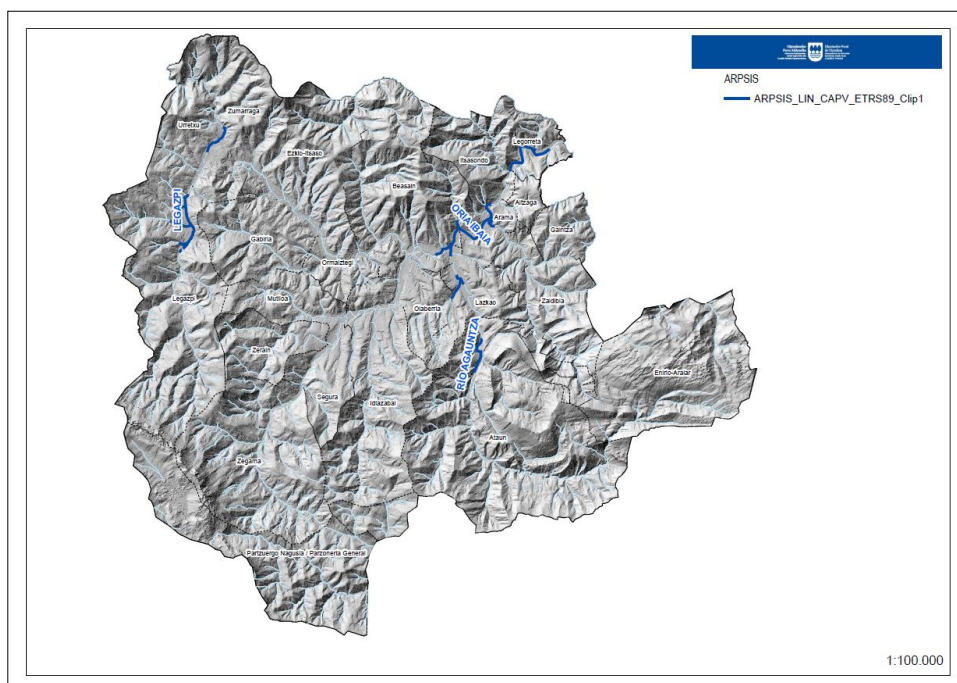 ARPSIS
ARPSIS_LIN_CAPV_ETRS89_Clip1
Zumarraga
Urretxu
Legorreta
Ezkio-Itsaso
Itsasondo
Beasain
Altzaga
LEGAZPI
Arama
ORIA IBAIA
Gaintza
Gabiria
Ormaiztegi
Legazpi
Mutiloa
Lazkao
Zaldibia
Olaberria
RIO AGAUNTZA
Zerain
Enirio-Aralar
Segura
Idiazabal
Ataun
Zegama
Partzuergo Nagusia / Parzonería General
1:100.000